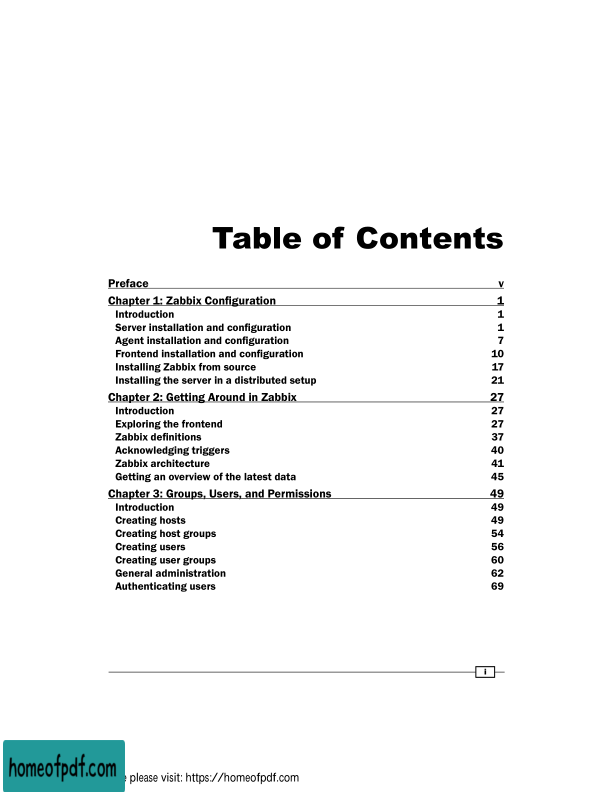 Table of Contents
Preface v
Chapter 1: Zabbix Configuration 1
Introduction 1
Server installation and configuration 1
Agent installation and configuration 7
Frontend installation and configuration 10
Installing Zabbix from source 17
Installing the server in a distributed setup 21
Chapter 2: Getting Around in Zabbix 27
Introduction 27
Exploring the frontend 27
Zabbix definitions 37
Acknowledging triggers 40
Zabbix architecture 41
Getting an overview of the latest data 45
Chapter 3: Groups, Users, and Permissions 49
Introduction 49
Creating hosts 49
Creating host groups 54
Creating users 56
Creating user groups 60
General administration 62
Authenticating users 69
i
homeofpdf.com
please visit: https://homeofpdf.com